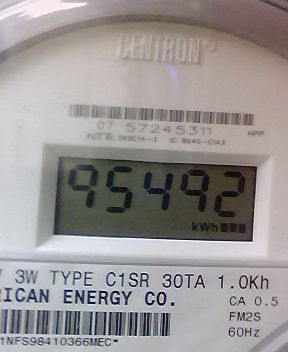 CENTRON®
07 57245311 HPP
95492
kWh
3W TYPE C1SR 30TA 1.0Kh
RICAN ENERGY CO.
CA 0.5
FM2S
60Hz
1NFS98410366MEC*